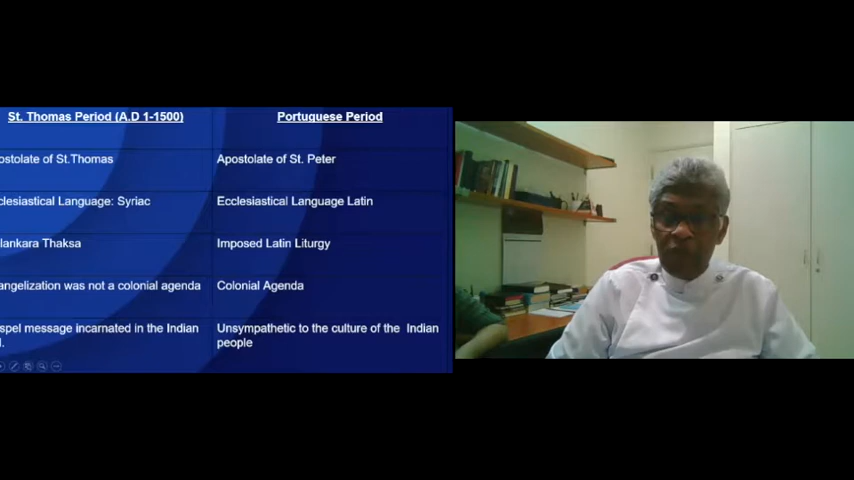 St. Thomas Period (A.D 1-1500) Portuguese Period
ostolate of St.Thomas Apostolate of St. Peter
clesiastical Language: Syriac Ecclesiastical Language Latin
lankara Thaksa Imposed Latin Liturgy
angelization was not a colonial agenda Colonial Agenda
spel message incarnated in the Indian Unsympathetic to the culture of the Indian
people